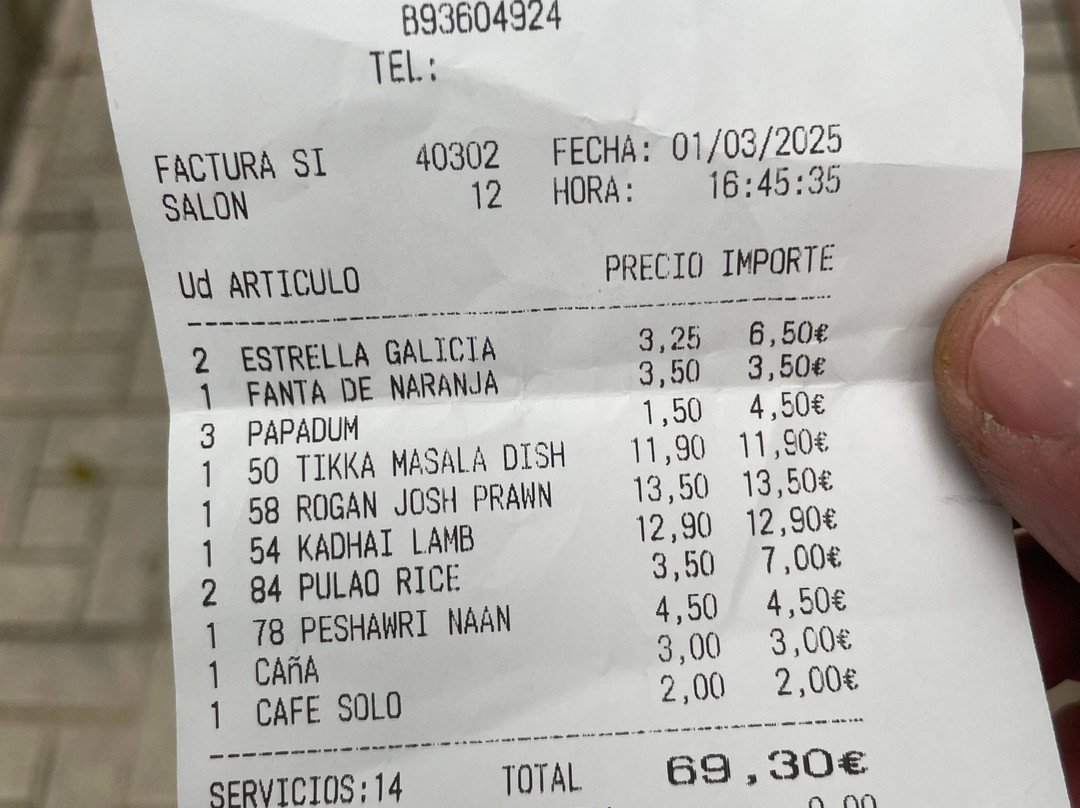 B93604924
TEL:
FACTURA SI 40302 FECHA: 01/03/2025
SALON 12 HORA: 16:45:35
Ud ARTICULO PRECIO IMPORTE
2 ESTRELLA GALICIA 3,25 6,50€
1 FANTA DE NARANJA 3,50 3,50€
3 PAPADUM 1,50 4,50€
1 50 TIKKA MASALA DISH 11,90 11,90€
1 58 ROGAN JOSH PRAWN 13,50 13,50€
1 54 KADHAI LAMB 12,90 12,90€
2 84 PULAO RICE 3,50 7,00€
1 78 PESHAWRI NAAN 4,50 4,50€
1 CAñA 3,00 3,00€
1 CAFE SOLO 2,00 2,00€
SERVICIOS:14 TOTAL 69,30€